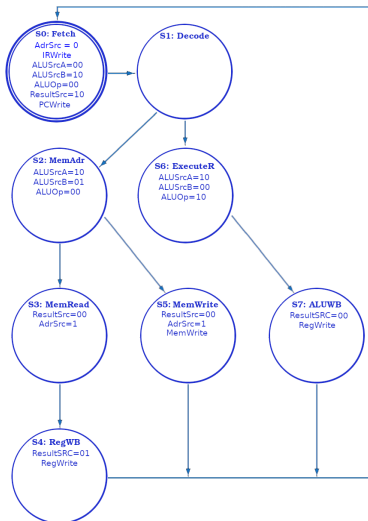 S0: Fetch
AdrSrc = 0
IRWrite
ALUSrcA=00
ALUSrcB=10
ALUOp=00
ResultSrc=10
PCWrite
S1: Decode
S2: MemAdr
ALUSrcA=10
ALUSrcB=01
ALUOp=00
S6: ExecuteR
ALUSrcA=10
ALUSrcB=00
ALUOp=10
S3: MemRead
ResultSrc=00
AdrSrc=1
S5: MemWrite
ResultSrc=00
AdrSrc=1
MemWrite
S7: ALUWB
ResultSRC=00
RegWrite
S4: RegWB
ResultSRC=01
RegWrite